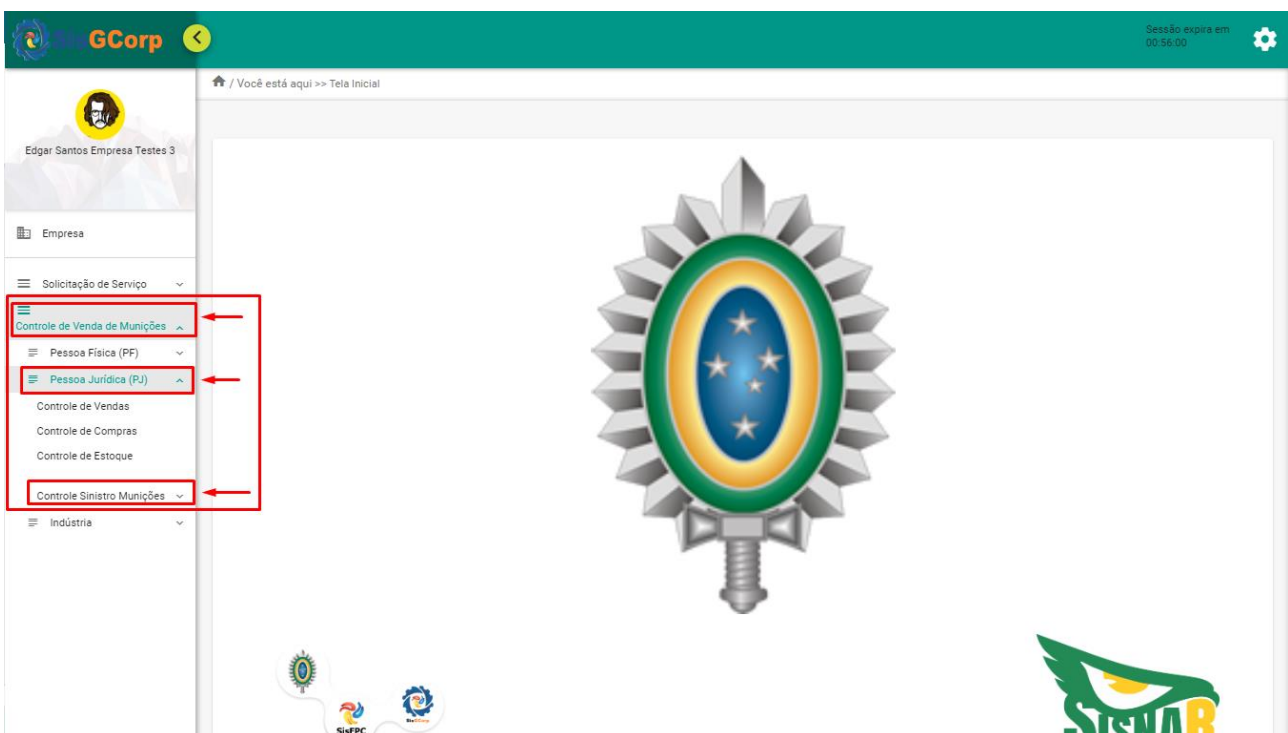 SisGCorp
Sessão expira em
00:56:00
/ Você está aqui >> Tela Inicial
Edgar Santos Empresa Testes 3
Empresa
Solicitação de Serviço
Controle de Venda de Munições
Pessoa Física (PF)
Pessoa Jurídica (PJ)
Controle de Vendas
Controle de Compras
Controle de Estoque
Controle Sinistro Munições
Indústria
SisFPC
SisGCorp
SISNAR